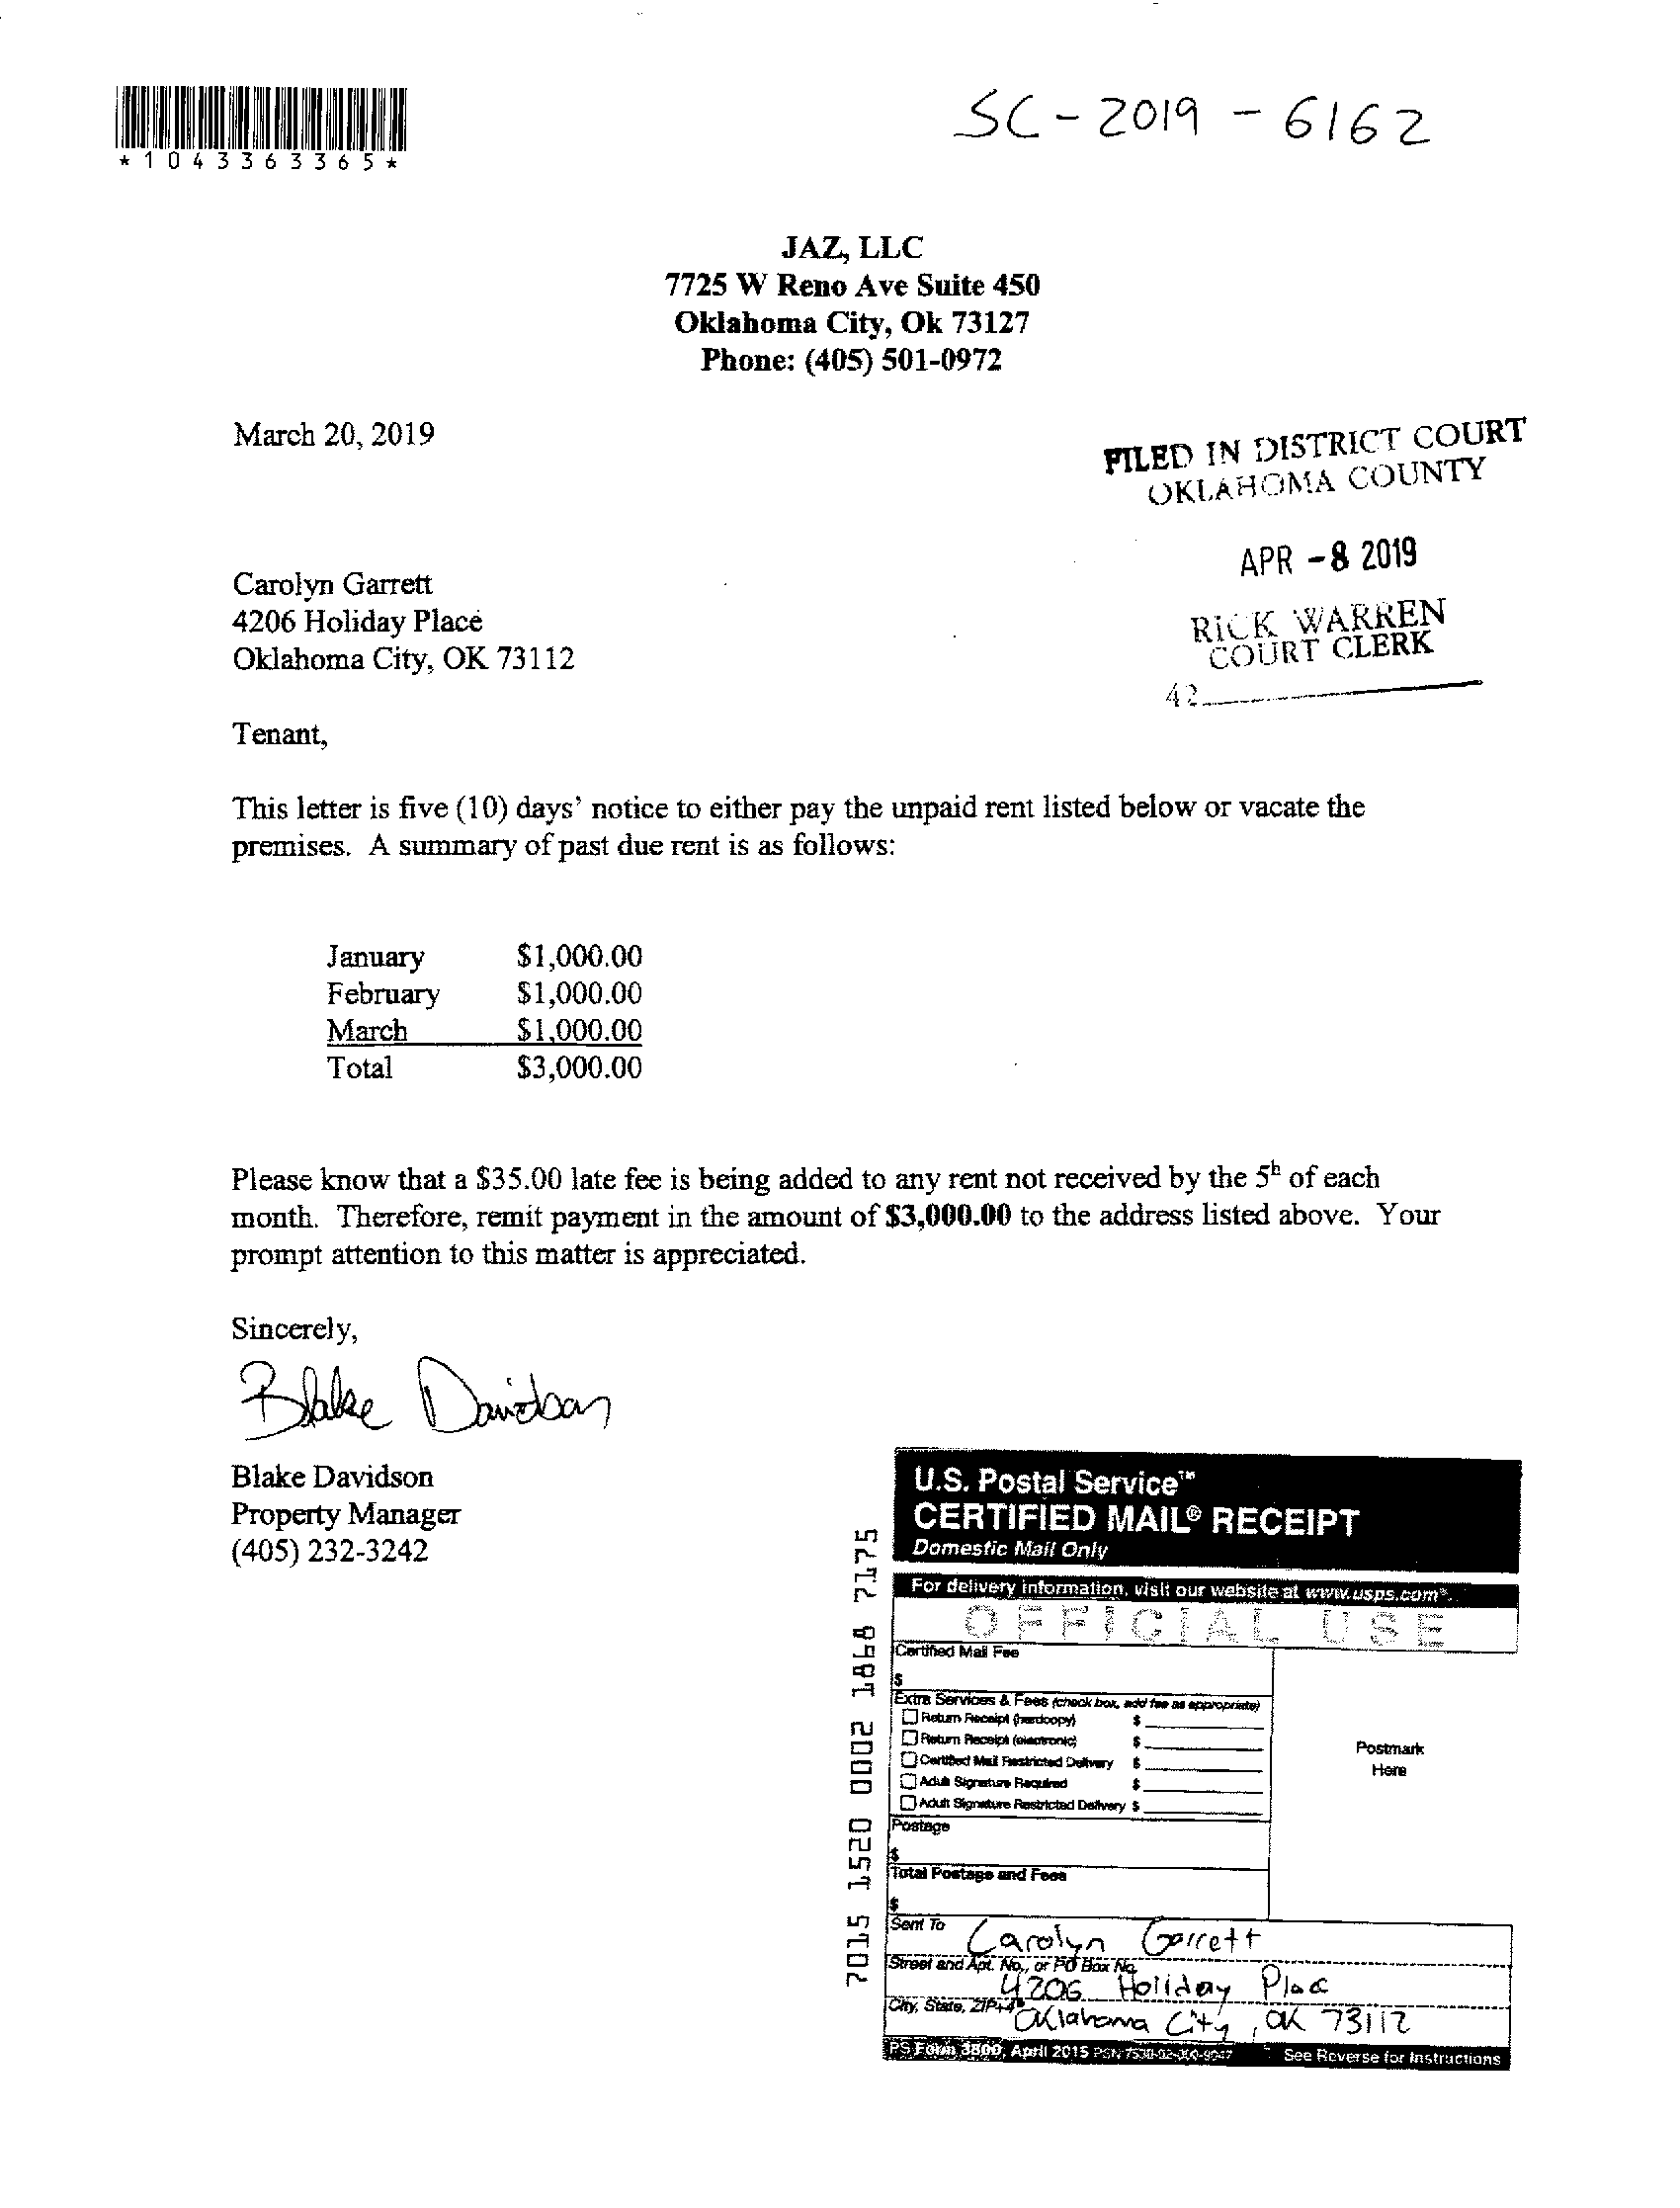 *1043363365*
SC-2019-6162
JAZ, LLC
7725 W Reno Ave Suite 450
Oklahoma City, Ok 73127
Phone: (405) 501-0972
March 20, 2019
FILED IN DISTRICT COURT
OKLAHOMA COUNTY
APR -8 2019
RICK WARREN
COURT CLERK
42
Carolyn Garrett
4206 Holiday Place
Oklahoma City, OK 73112
Tenant,
This letter is five (10) days' notice to either pay the unpaid rent listed below or vacate the
premises. A summary of past due rent is as follows:
January $1,000.00
February $1,000.00
March $1,000.00
Total $3,000.00
Please know that a $35.00 late fee is being added to any rent not received by the 5h of each
month. Therefore, remit payment in the amount of $3,000.00 to the address listed above. Your
prompt attention to this matter is appreciated.
Sincerely,
Blake Davidson
Blake Davidson
Property Manager
(405) 232-3242
7015 1520 0002 1868 7175
U.S. Postal Service™
CERTIFIED MAIL® RECEIPT
Domestic Mail Only
For delivery information, visit our website at www.usps.com®.
OFFICIAL USE
Certified Mail Fee
$
Extra Services & Fees (check box, add fee as appropriate)
Return Receipt (hardcopy) $
Return Receipt (electronic) $
Certified Mail Restricted Delivery $
Adult Signature Required $
Adult Signature Restricted Delivery $
Postmark
Here
Postage
$
Total Postage and Fees
$
Sent To Carolyn Garrett
Street and Apt. No., or PO Box No. 4206 Holiday Place
City, State, ZIP+4® Oklahoma City, OK 73112
PS Form 3800, April 2015 PSN 7530-02-000-9047 See Reverse for Instructions